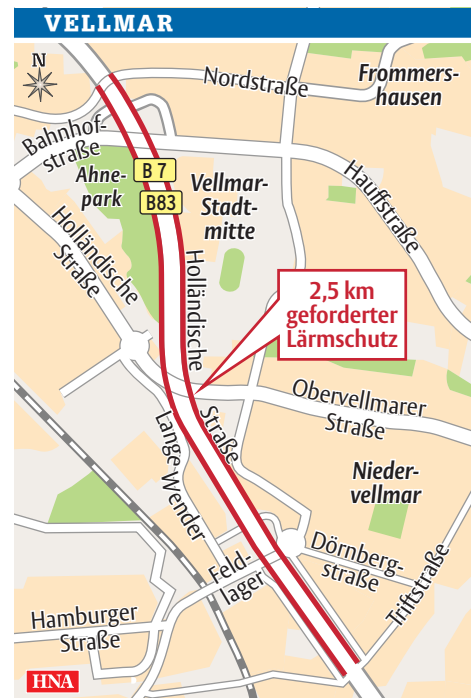 VELLMAR
N
Nordstraße
Frommers-
hausen
Bahnhof-
straße
Ahne-
park
B 7
B83
Vellmar-
Stadt-
mitte
Hauffstraße
Holländische
Straße
Holländische
Straße
2,5 km
geforderter
Lärmschutz
Obervellmarer
Straße
Lange Wender
Nieder-
vellmar
Feld-
lager
Dörnberg-
straße
Triftstraße
Hamburger
Straße
HNA